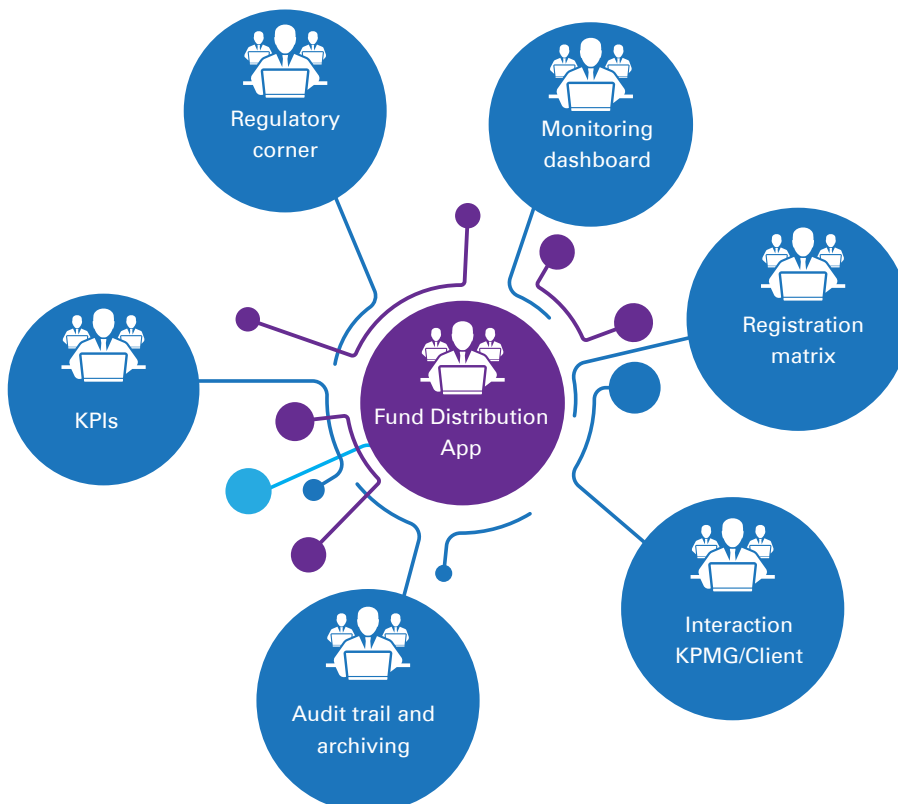 Regulatory
corner
Monitoring
dashboard
Registration
matrix
KPIs
Fund Distribution
App
Interaction
KPMG/Client
Audit trail and
archiving